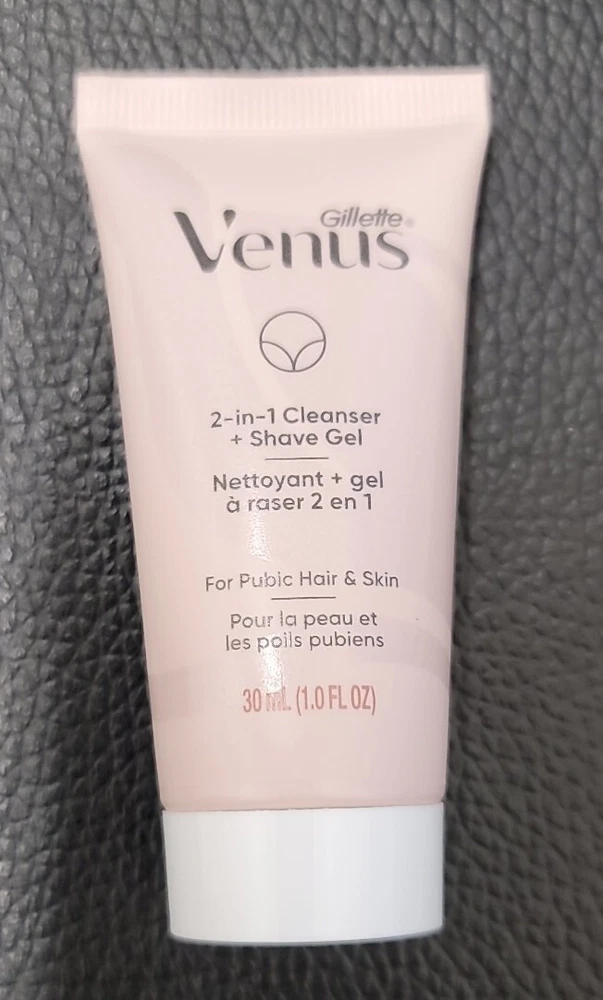 Gillette®
Venus
2-in-1 Cleanser
+ Shave Gel
Nettoyant + gel
à raser 2 en 1
For Pubic Hair & Skin
Pour la peau et
les poils pubiens
30 mL (1.0 FL OZ)